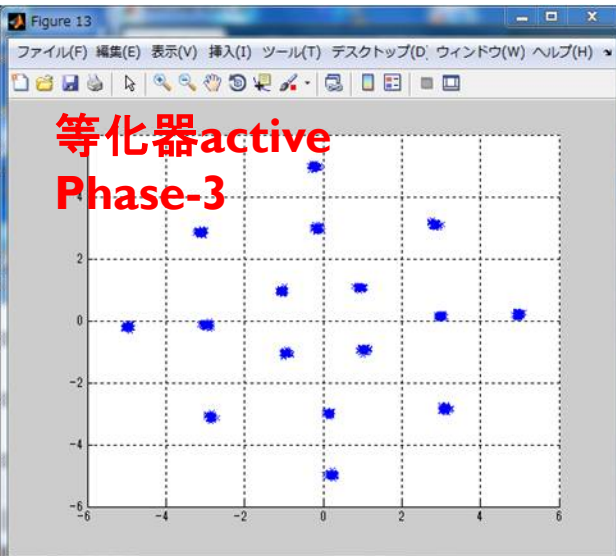 Figure 13
ファイル(F) 編集(E) 表示(V) 挿入(I) ツール(T) デスクトップ(D) ウィンドウ(W) ヘルプ(H)
等化器active
Phase-3
4
2
0
-2
-4
-6
-6 -4 -2 0 2 4 6